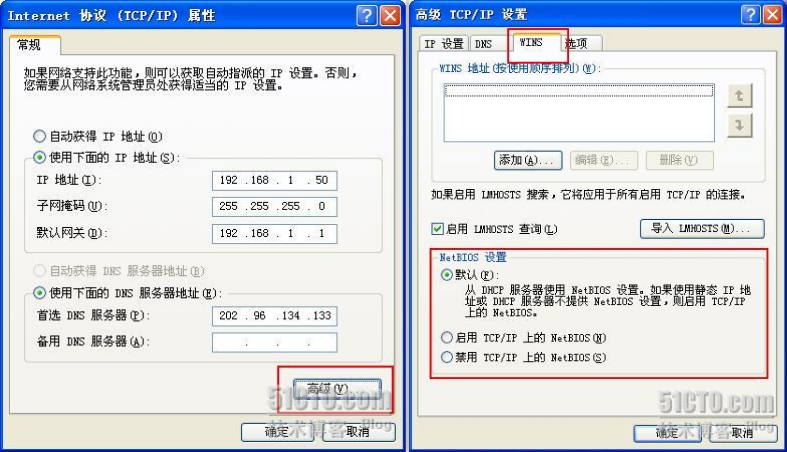 Internet 协议 (TCP/IP) 属性
常规
如果网络支持此功能,则可以获取自动指派的 IP 设置。否则,
您需要从网络系统管理员处获得适当的 IP 设置。
自动获得 IP 地址(O)
使用下面的 IP 地址(S):
IP 地址(I):
192 .168 . 1 . 50
子网掩码(U):
255 .255 .255 . 0
默认网关(D):
192 .168 . 1 . 1
自动获得 DNS 服务器地址(B)
使用下面的 DNS 服务器地址(E):
首选 DNS 服务器(P):
202 . 96 .134 .133
备用 DNS 服务器(A):
. . .
高级(V)...
确定
取消
51CTO.com
技术博客 Blog
高级 TCP/IP 设置
IP 设置
DNS
WINS
选项
WINS 地址(按使用顺序排列)(W):
添加(A)...
编辑(E)...
删除(V)
如果启用 LMHOSTS 搜索,它将应用于所有启用 TCP/IP 的连接。
启用 LMHOSTS 查询(L)
导入 LMHOSTS(M)...
NetBIOS 设置
默认(F):
从 DHCP 服务器使用 NetBIOS 设置。如果使用静态 IP 地
址或 DHCP 服务器不提供 NetBIOS 设置,则启用 TCP/IP
上的 NetBIOS。
启用 TCP/IP 上的 NetBIOS(N)
禁用 TCP/IP 上的 NetBIOS(S)
确定
取消
51CTO.com
技术博客 Blog